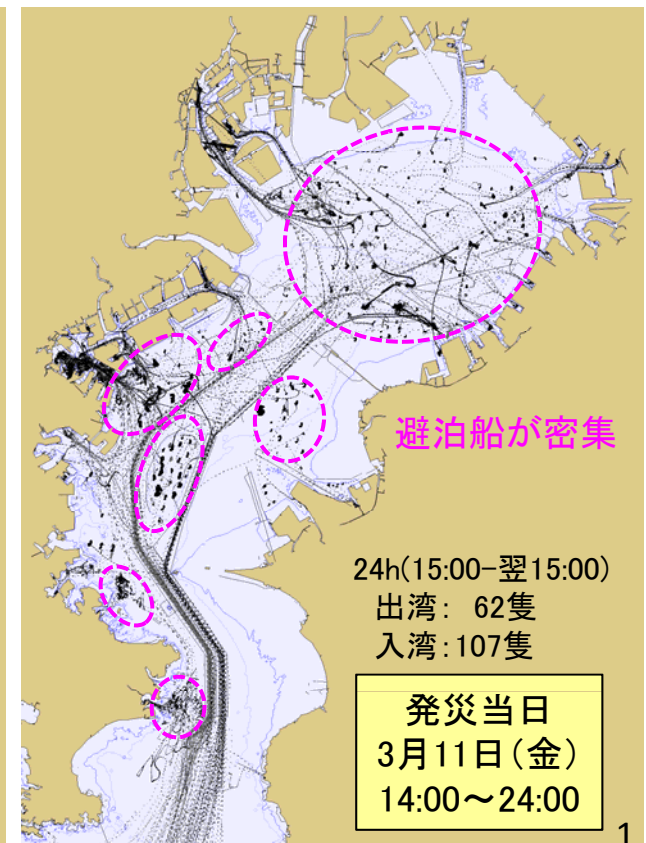 避泊船が密集
24h(15:00-翌15:00)
出湾: 62隻
入湾:107隻
発災当日
3月11日(金)
14:00～24:00
1